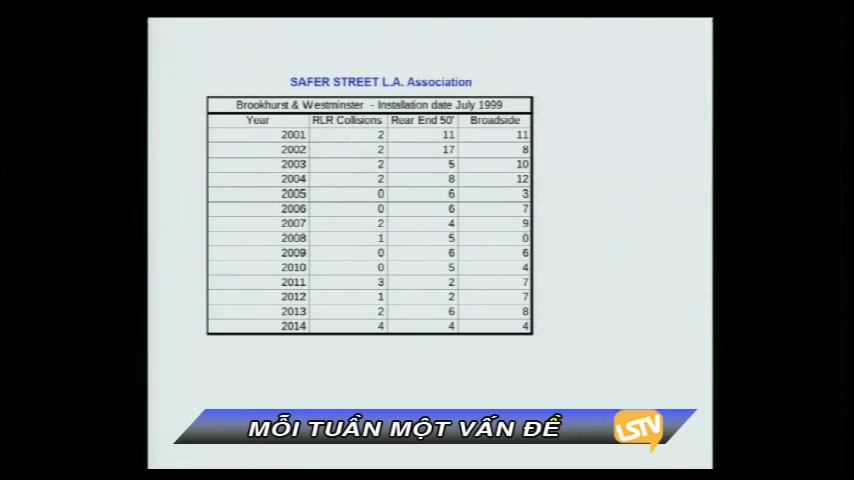 SAFER STREET L.A. Association
Brookhurst & Westminster - Installation date July 1999
Year RLR Collisions Rear End 50' Broadside
2001 2 11 11
2002 2 17 8
2003 2 5 10
2004 2 8 12
2005 0 6 3
2006 0 6 7
2007 2 4 9
2008 1 5 0
2009 0 6 6
2010 0 5 4
2011 3 2 7
2012 1 2 7
2013 2 6 8
2014 4 4 4
MỖI TUẦN MỘT VẤN ĐỀ
LSTV